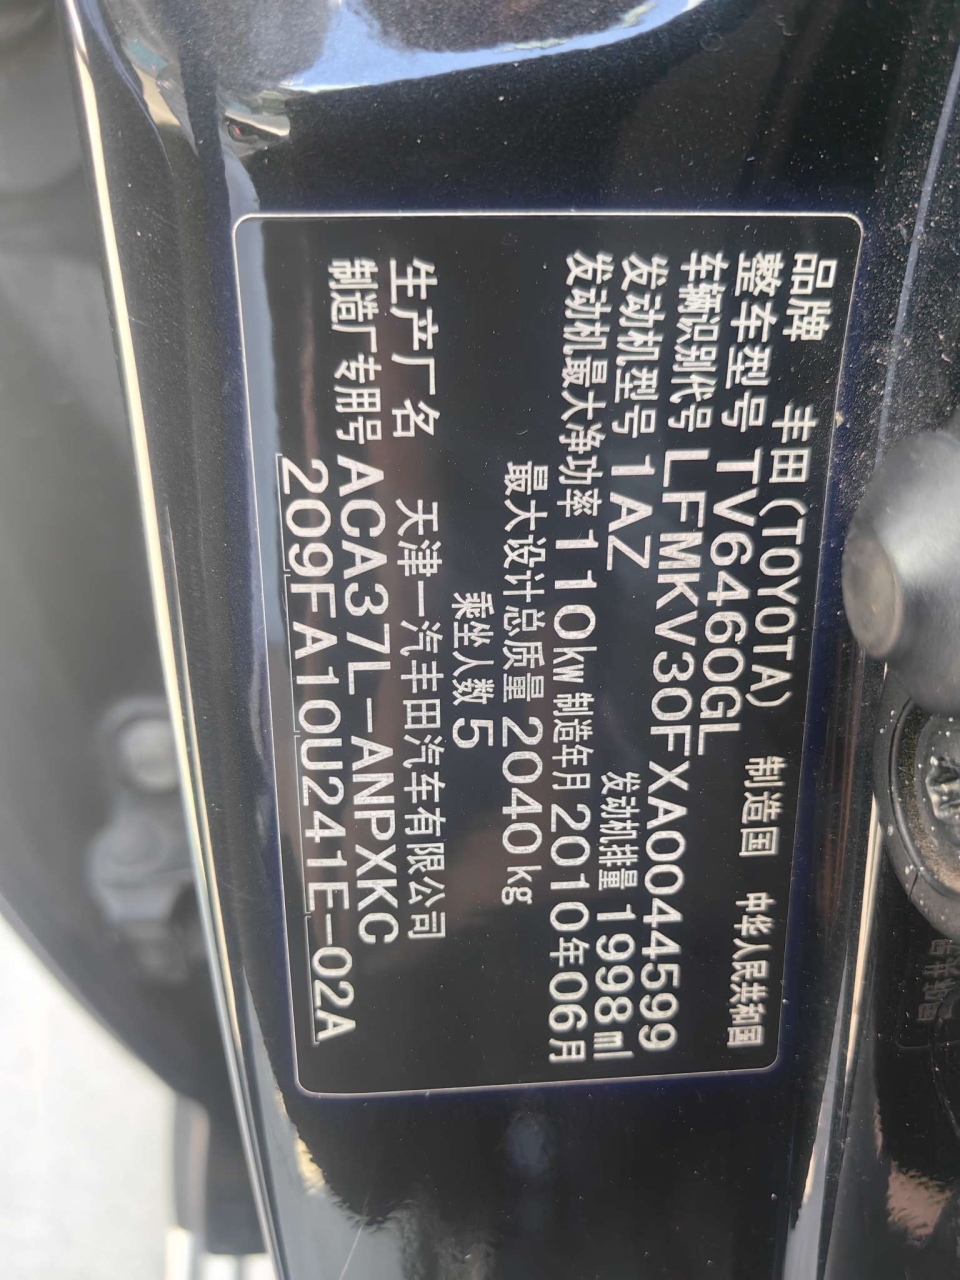 品牌 丰田(TOYOTA) 制造国 中华人民共和国
整车型号 TV6460GL
车辆识别代号 LFMKV30FXA0044599
发动机型号 1AZ 发动机排量 1998ml
发动机最大净功率 110kW 制造年月 2010年06月
最大设计总质量 2040kg
乘坐人数 5
生产厂名 天津一汽丰田汽车有限公司
制造厂专用号 ACA37L-ANPXKC
209FA10U241E-02A